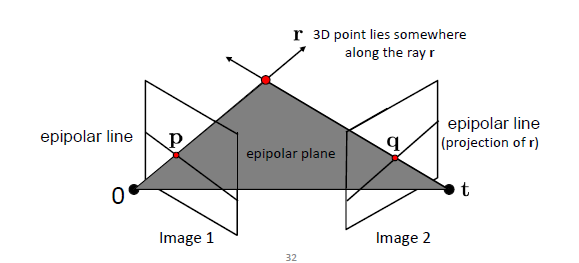 r 3D point lies somewhere
along the ray r
epipolar line
p
epipolar plane
q
epipolar line
(projection of r)
0
t
Image 1
Image 2
32